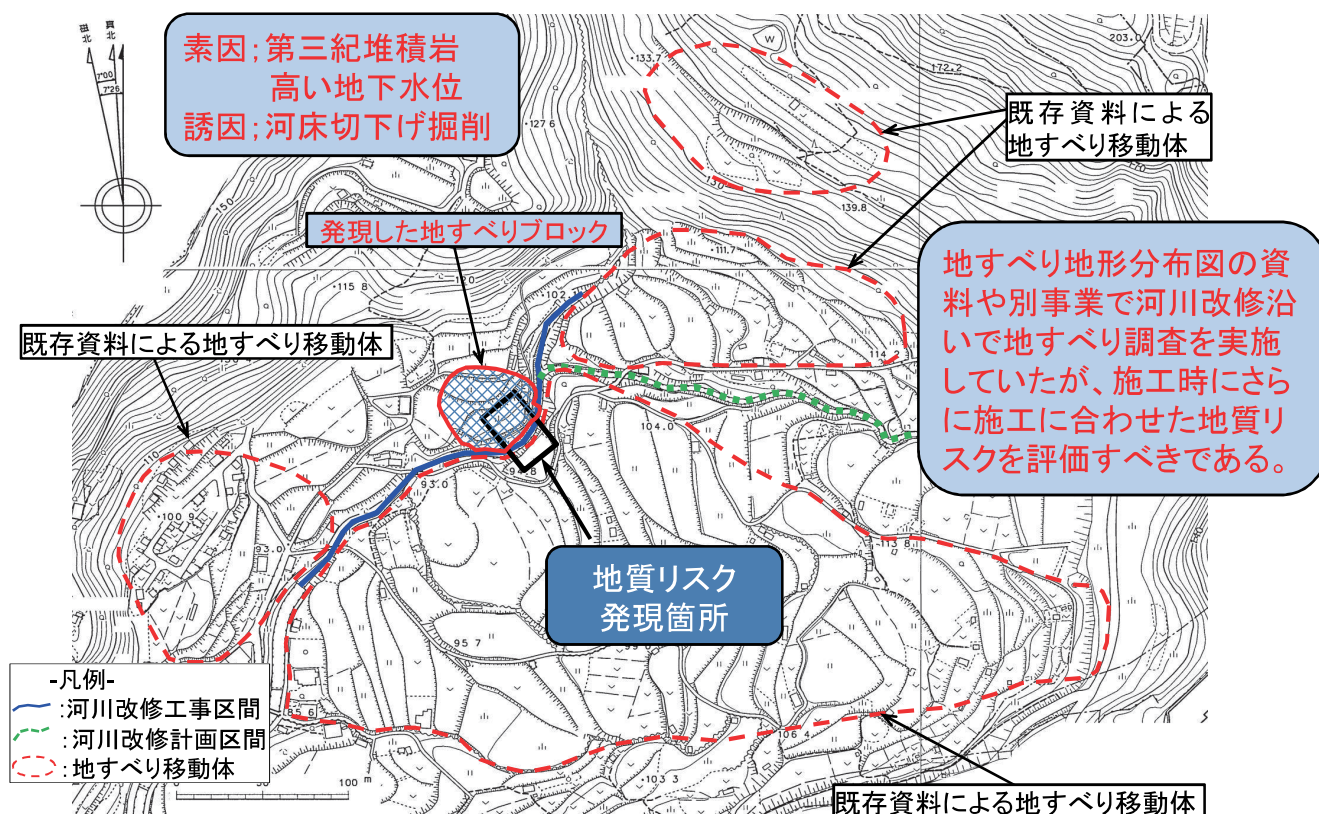 磁北
真北
7°00
7°26
素因;第三紀堆積岩
高い地下水位
誘因;河床切下げ掘削
発現した地すべりブロック
既存資料による
地すべり移動体
既存資料による地すべり移動体
地すべり地形分布図の資
料や別事業で河川改修沿
いで地すべり調査を実施
していたが、施工時にさら
に施工に合わせた地質リ
スクを評価すべきである。
地質リスク
発現箇所
既存資料による地すべり移動体
-凡例-
:河川改修工事区間
:河川改修計画区間
:地すべり移動体
100 m
W
203.0
133.7
172.2
127.6
130
139.8
150
111.7
120
115.8
102.1
114.2
104.0
110
93.0
100.9
93.0
113.8
95.7
85.6
106.4
103.3